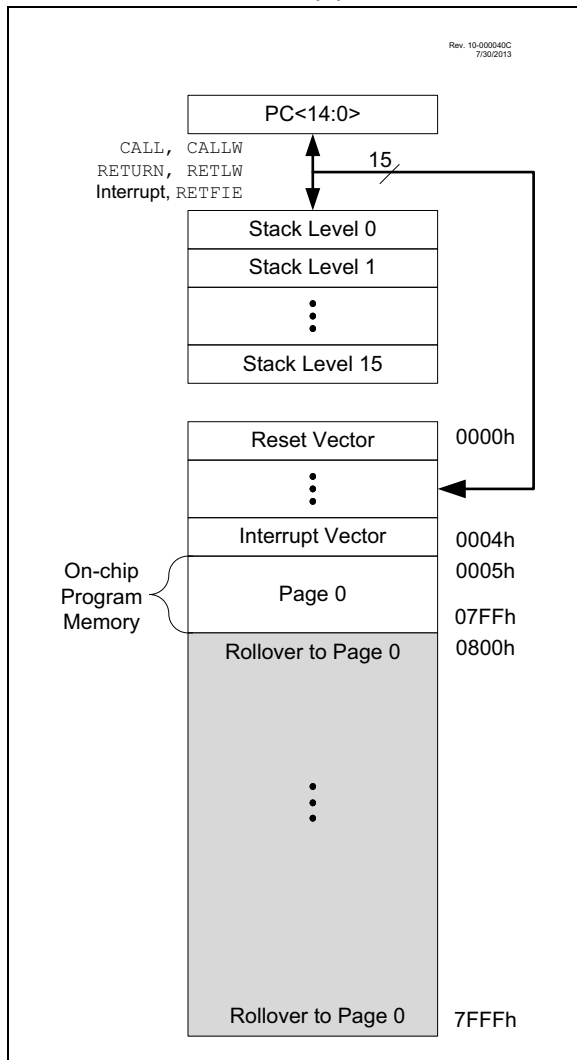 Rev. 10-000040C
7/30/2013
PC<14:0>
CALL, CALLW
RETURN, RETLW
Interrupt, RETFIE
15
Stack Level 0
Stack Level 1
Stack Level 15
Reset Vector
0000h
Interrupt Vector
0004h
On-chip
Program
Memory
0005h
Page 0
07FFh
Rollover to Page 0
0800h
Rollover to Page 0
7FFFh